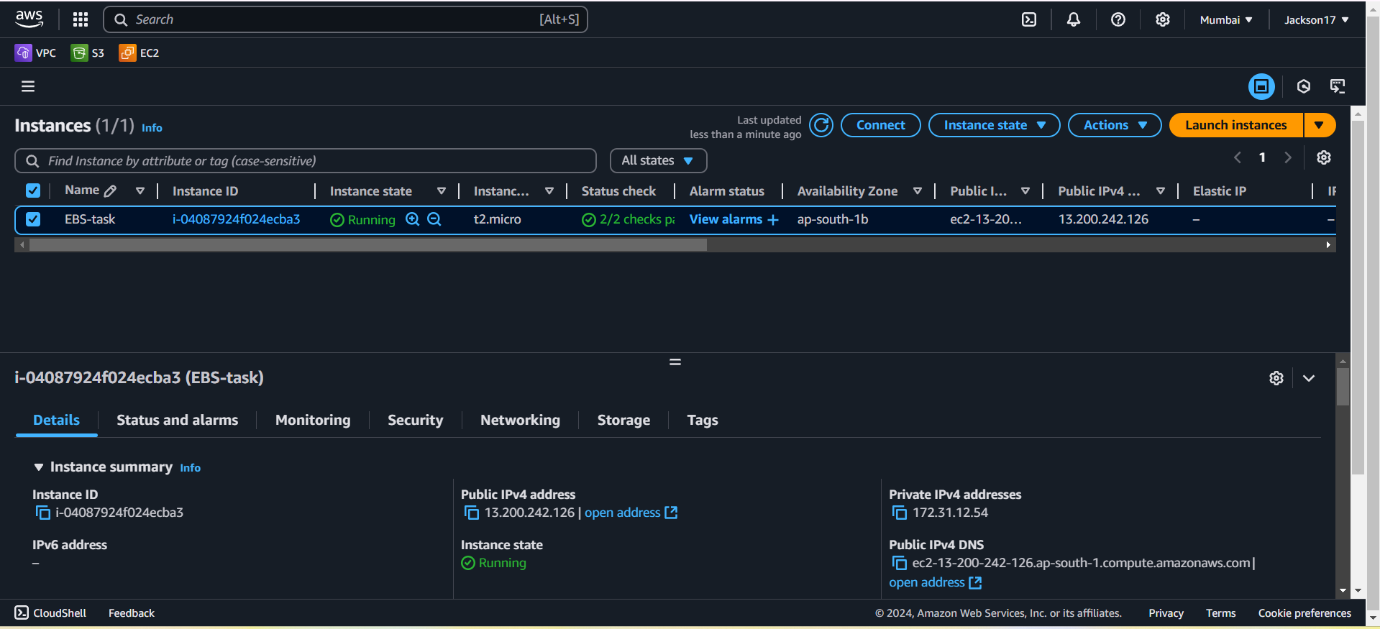 aws Search [Alt+S] Mumbai ▼ Jackson17 ▼
VPC S3 EC2
Instances (1/1) Info
Last updated
less than a minute ago
Connect Instance state ▼ Actions ▼ Launch instances ▼
Find Instance by attribute or tag (case-sensitive) All states ▼ 1
Name Instance ID Instance state Instanc... Status check Alarm status Availability Zone Public I... Public IPv4 ... Elastic IP IP
EBS-task i-04087924f024ecba3 Running t2.micro 2/2 checks pa View alarms + ap-south-1b ec2-13-20... 13.200.242.126 – –
i-04087924f024ecba3 (EBS-task)
Details Status and alarms Monitoring Security Networking Storage Tags
▼ Instance summary Info
Instance ID
i-04087924f024ecba3
Public IPv4 address
13.200.242.126 | open address
Private IPv4 addresses
172.31.12.54
IPv6 address
–
Instance state
Running
Public IPv4 DNS
ec2-13-200-242-126.ap-south-1.compute.amazonaws.com |
open address
CloudShell Feedback © 2024, Amazon Web Services, Inc. or its affiliates. Privacy Terms Cookie preferences